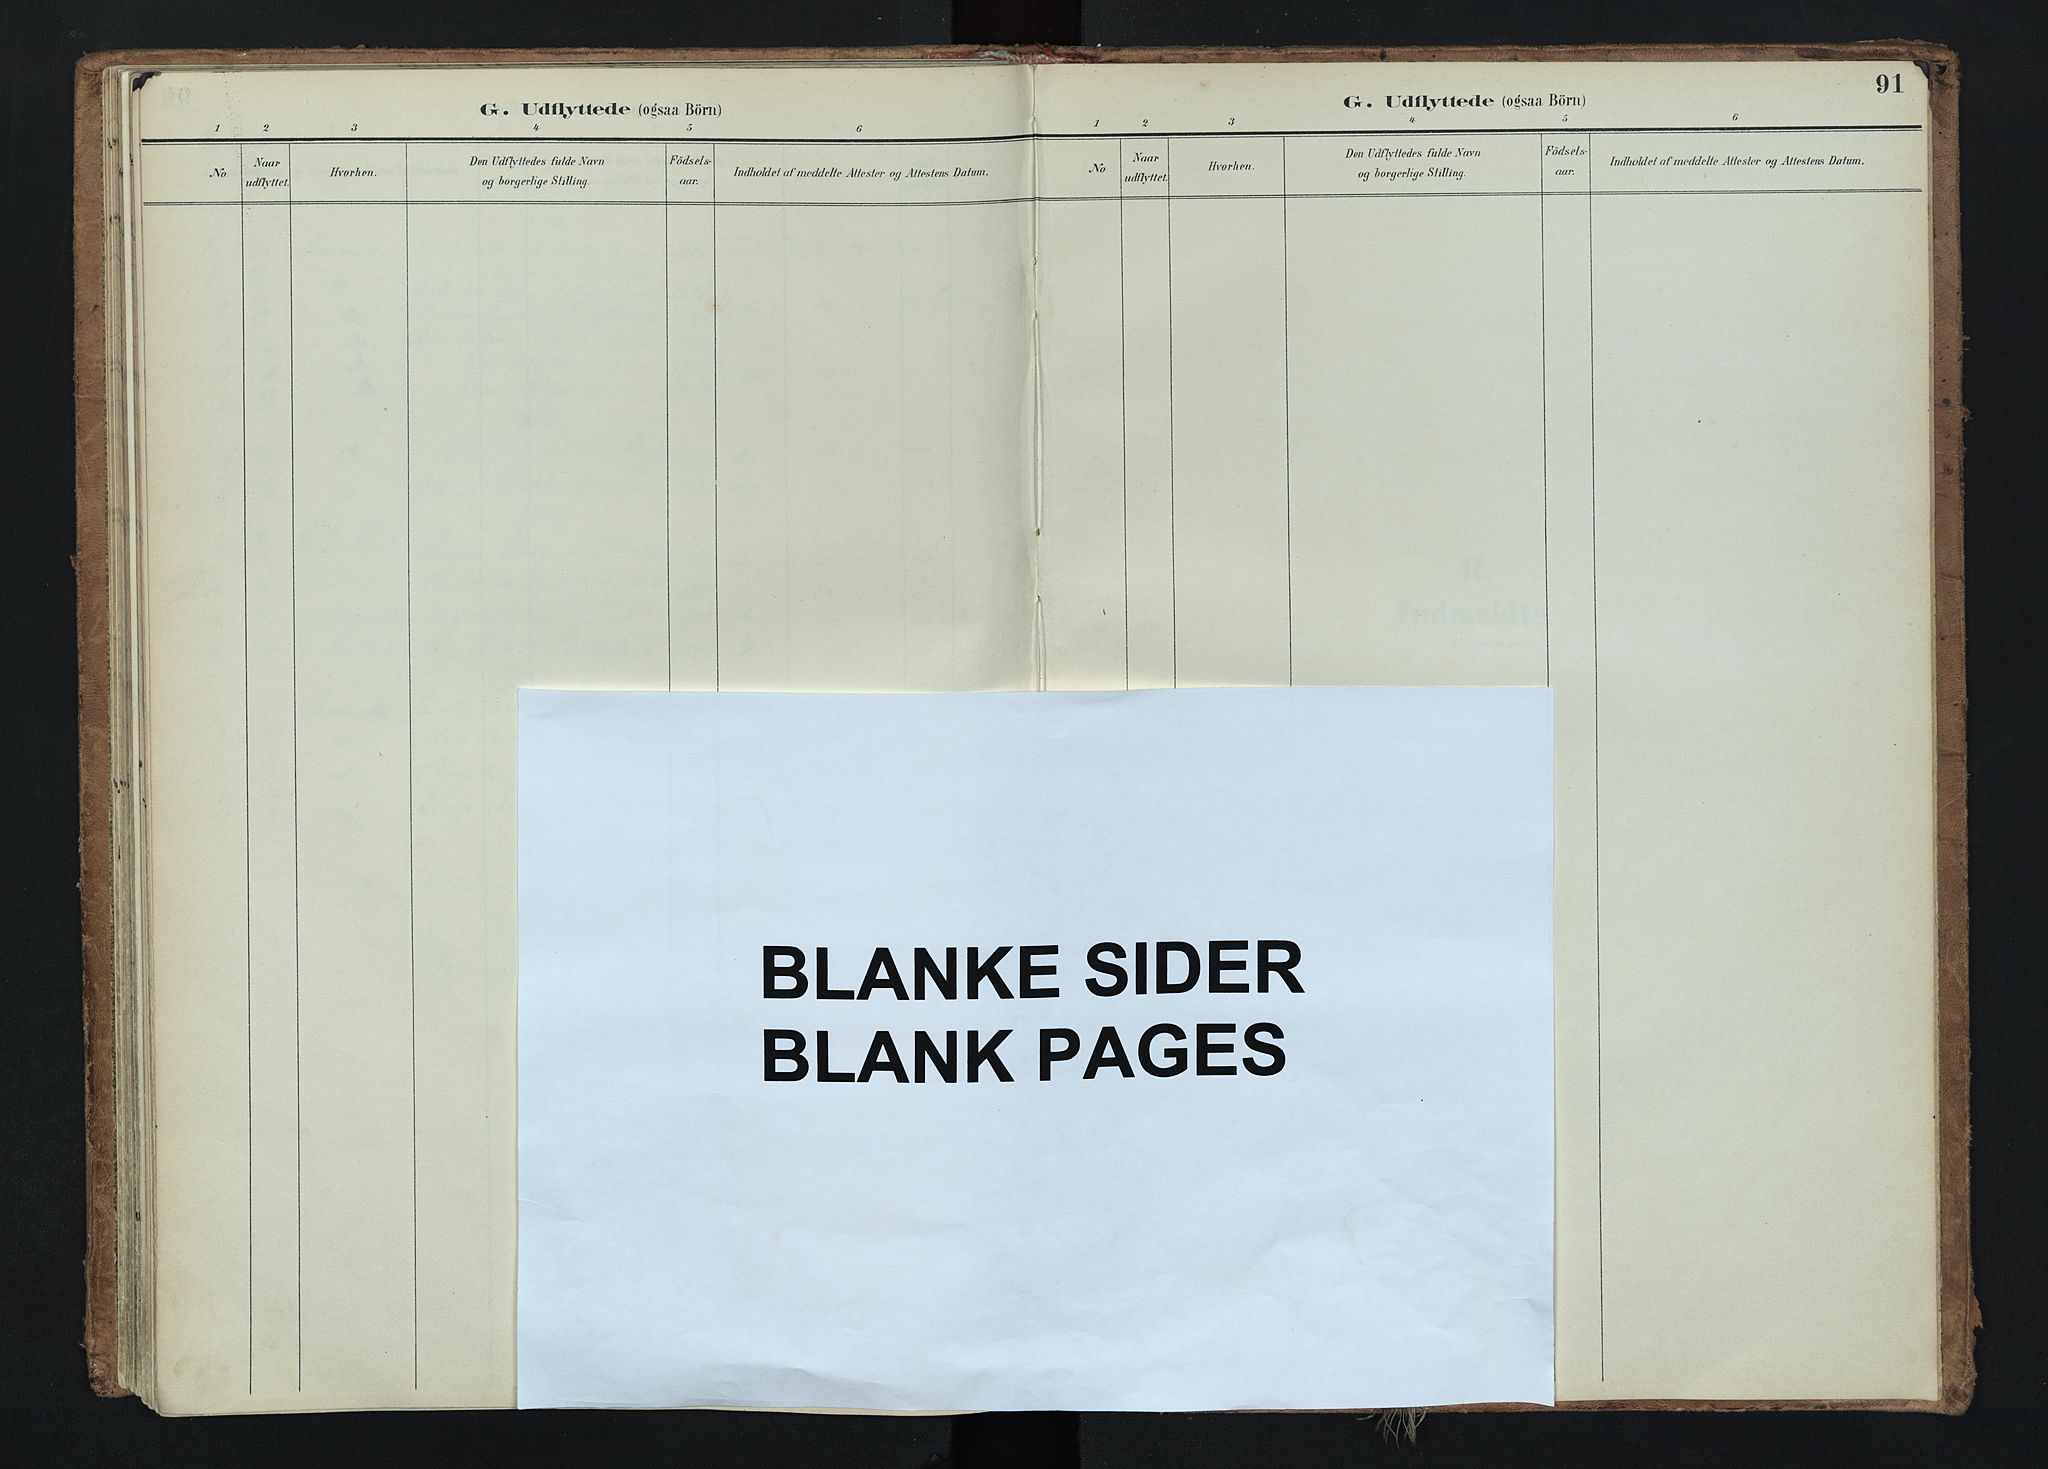 G. Udflyttede (ogsaa Börn)
1 2 3 4 5 6
No
Naar
udflyttet.
Hvorhen.
Den Udflyttedes fulde Navn
og borgerlige Stilling.
Födsels-
aar.
Indholdet af meddelte Attester og Attestens Datum.
91
G. Udflyttede (ogsaa Börn)
1 2 3 4 5 6
No
Naar
udflyttet.
Hvorhen.
Den Udflyttedes fulde Navn
og borgerlige Stilling.
Födsels-
aar.
Indholdet af meddelte Attester og Attestens Datum.
BLANKE SIDER
BLANK PAGES